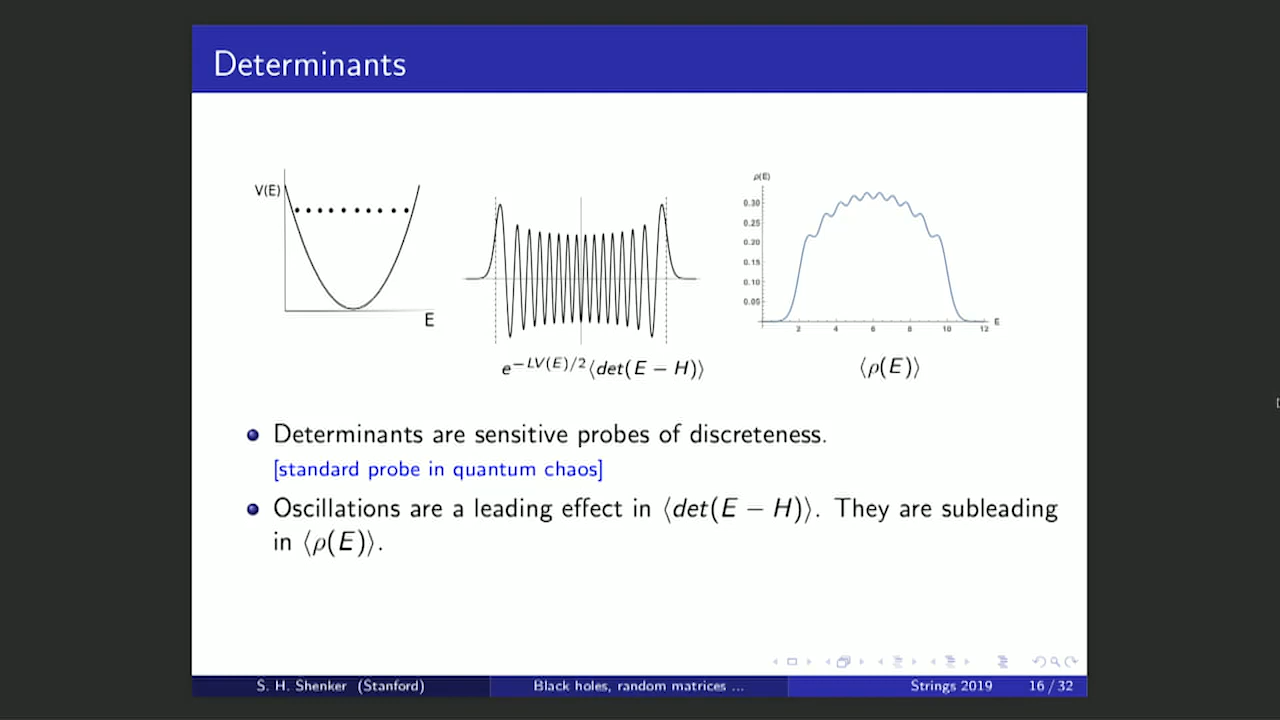 Determinants
V(E)
E
e^{-LV(E)/2}⟨det(E − H)⟩
ρ(E)
0.30
0.25
0.20
0.15
0.10
0.05
2 4 6 8 10 12
E
⟨ρ(E)⟩
Determinants are sensitive probes of discreteness.
[standard probe in quantum chaos]
Oscillations are a leading effect in ⟨det(E − H)⟩. They are subleading
in ⟨ρ(E)⟩.
S. H. Shenker (Stanford) Black holes, random matrices ... Strings 2019 16 / 32